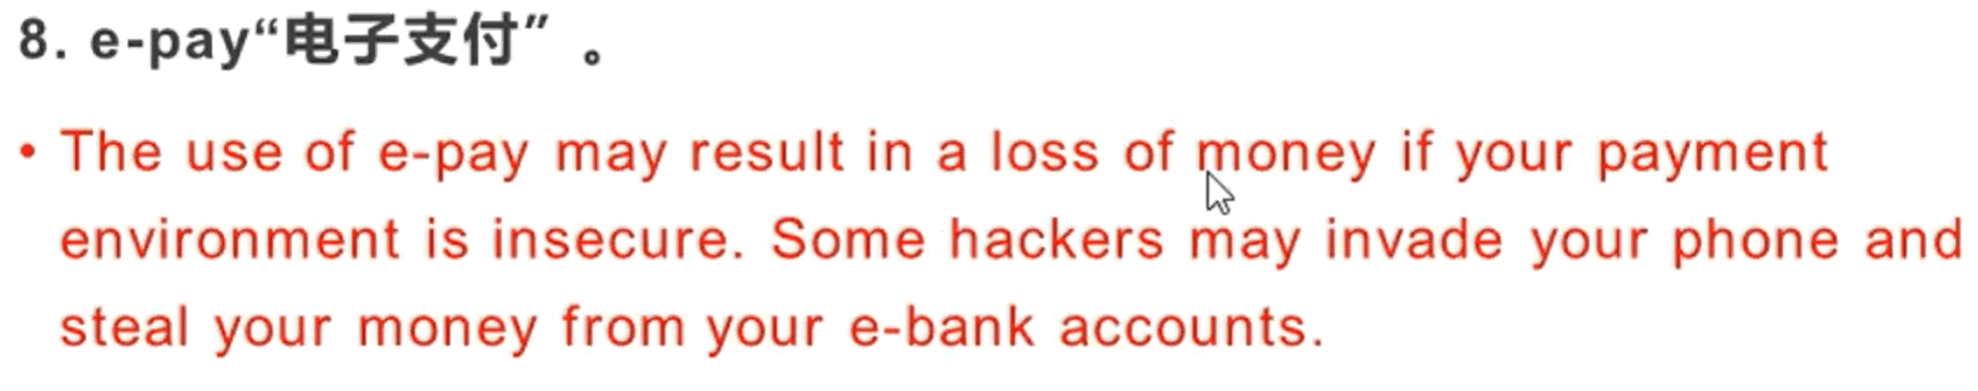 8. e-pay“电子支付” 。
• The use of e-pay may result in a loss of money if your payment
environment is insecure. Some hackers may invade your phone and
steal your money from your e-bank accounts.